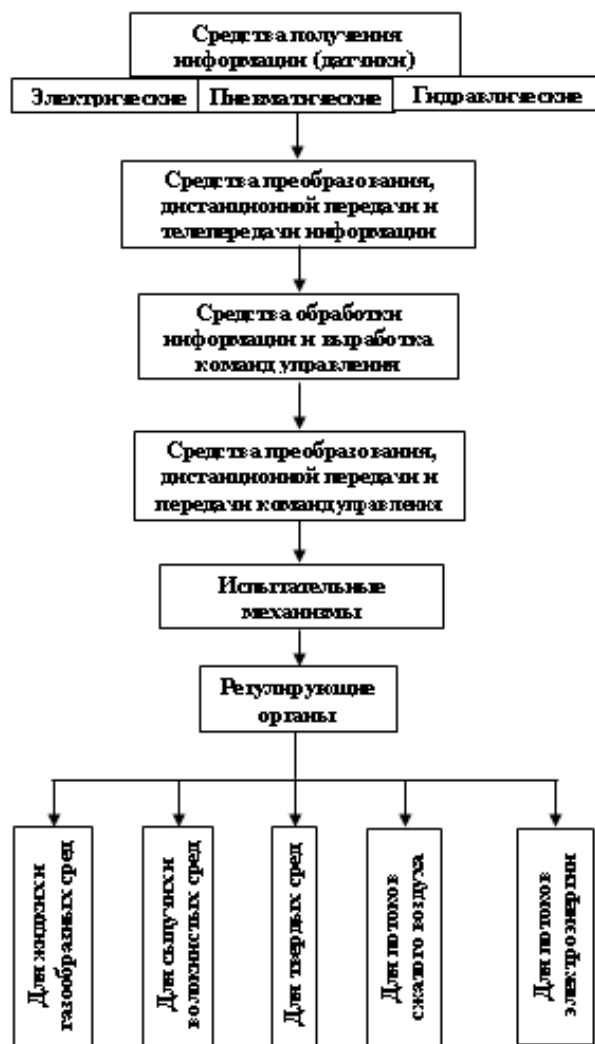 Средства получения
информации (датчики)
Электрические
Пневматические
Гидравлические
Средства преобразования,
дистанционной передачи и
телепередачи информации
Средства обработки
информации и выработка
команд управления
Средства преобразования,
дистанционной передачи и
передачи команд управления
Испытательные
механизмы
Регулирующие
органы
Для жидких и
газообразных сред
Для сыпучих и
волокнистых сред
Для твердых сред
Для потоков
сжатого воздуха
Для потоков
электроэнергии